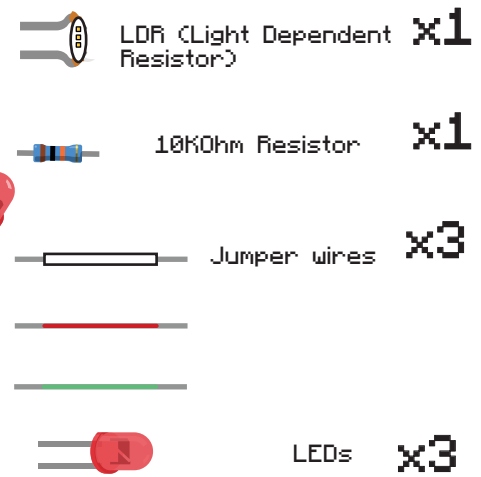 LDR (Light Dependent x1
Resistor)
10KOhm Resistor x1
Jumper wires x3
LEDs x3